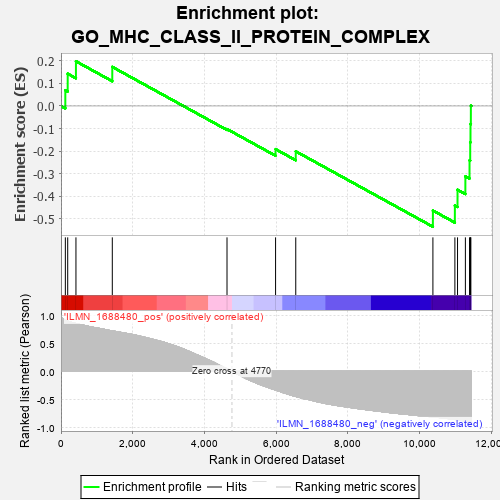 Enrichment plot:
GO_MHC_CLASS_II_PROTEIN_COMPLEX
Enrichment score (ES)
0.2
0.1
0.0
-0.1
-0.2
-0.3
-0.4
-0.5
Ranked list metric (Pearson)
1.0
0.5
0.0
-0.5
-1.0
'ILMN_1688480_pos' (positively correlated)
Zero cross at 4770
'ILMN_1688480_neg' (negatively correlated)
0 2,000 4,000 6,000 8,000 10,000 12,000
Rank in Ordered Dataset
Enrichment profile Hits Ranking metric scores